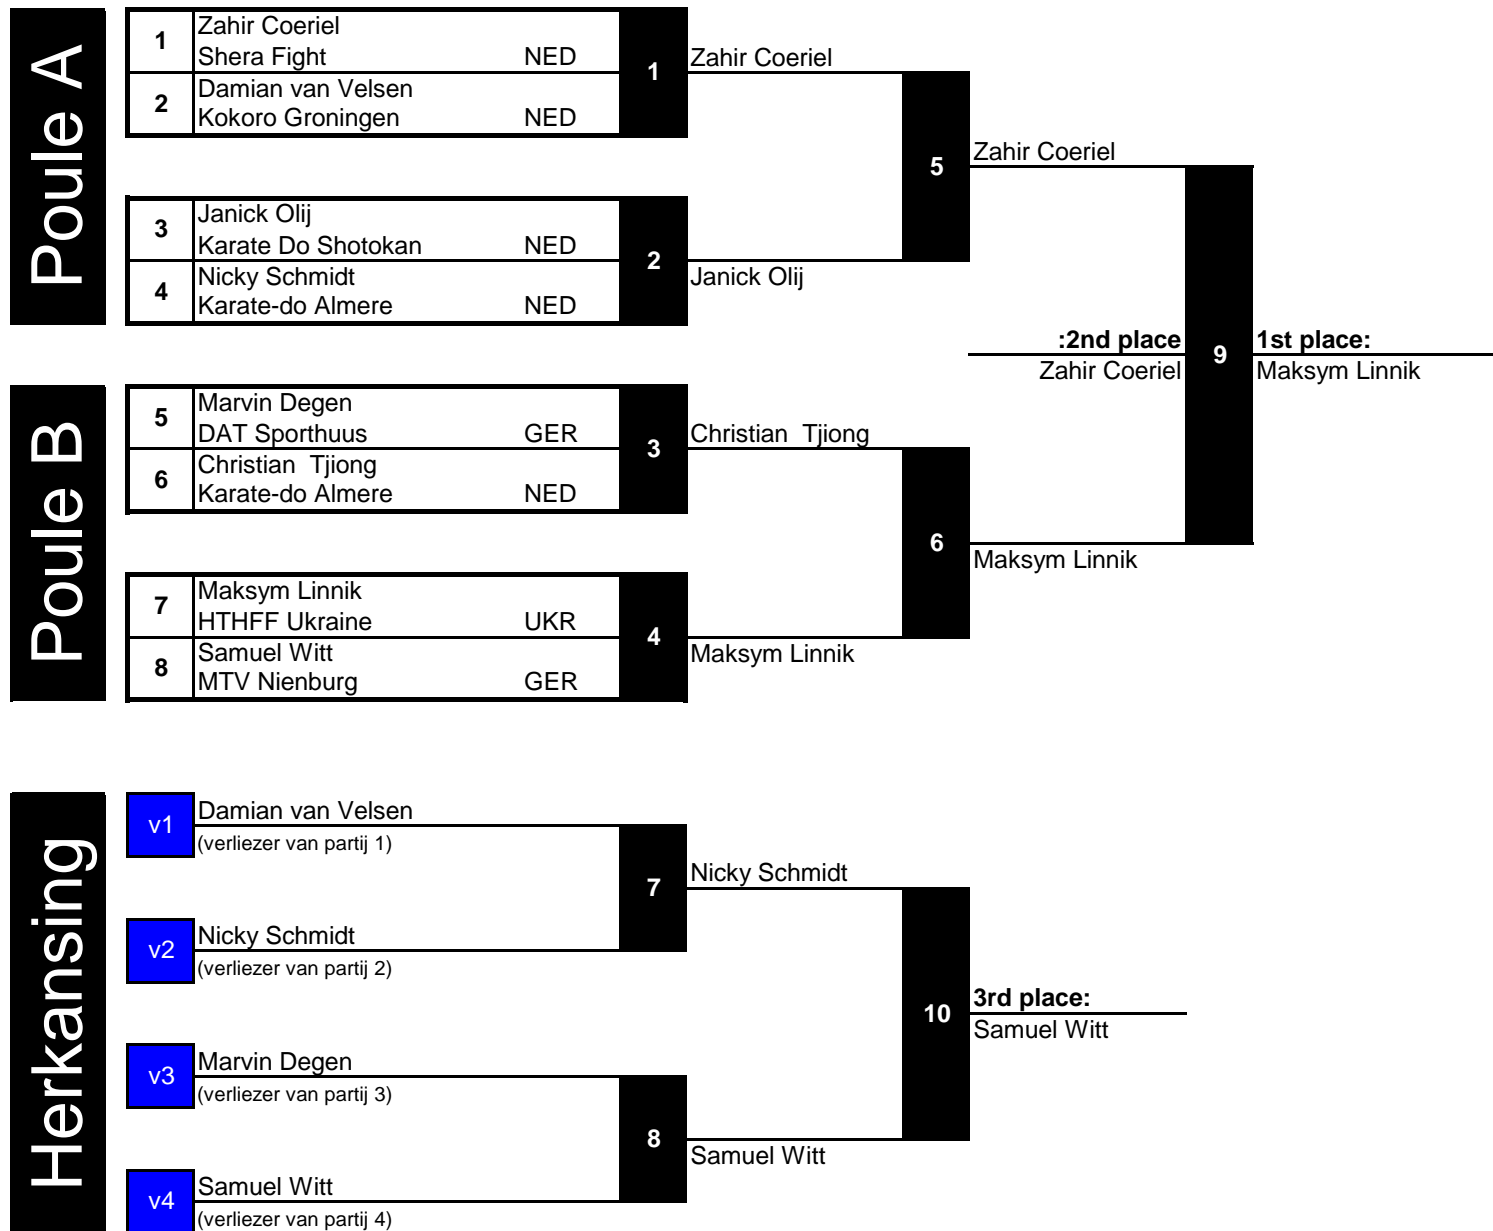 Poule A
1
Zahir Coeriel
Shera Fight NED
2
Damian van Velsen
Kokoro Groningen NED
1
Zahir Coeriel
3
Janick Olij
Karate Do Shotokan NED
4
Nicky Schmidt
Karate-do Almere NED
2
Janick Olij
5
Zahir Coeriel
Poule B
5
Marvin Degen
DAT Sporthuus GER
6
Christian  Tjiong
Karate-do Almere NED
3
Christian  Tjiong
7
Maksym Linnik
HTHFF Ukraine UKR
8
Samuel Witt
MTV Nienburg GER
4
Maksym Linnik
6
Maksym Linnik
:2nd place
Zahir Coeriel
9
1st place:
Maksym Linnik
Herkansing
v1
Damian van Velsen
(verliezer van partij 1)
v2
Nicky Schmidt
(verliezer van partij 2)
7
Nicky Schmidt
v3
Marvin Degen
(verliezer van partij 3)
v4
Samuel Witt
(verliezer van partij 4)
8
Samuel Witt
10
3rd place:
Samuel Witt